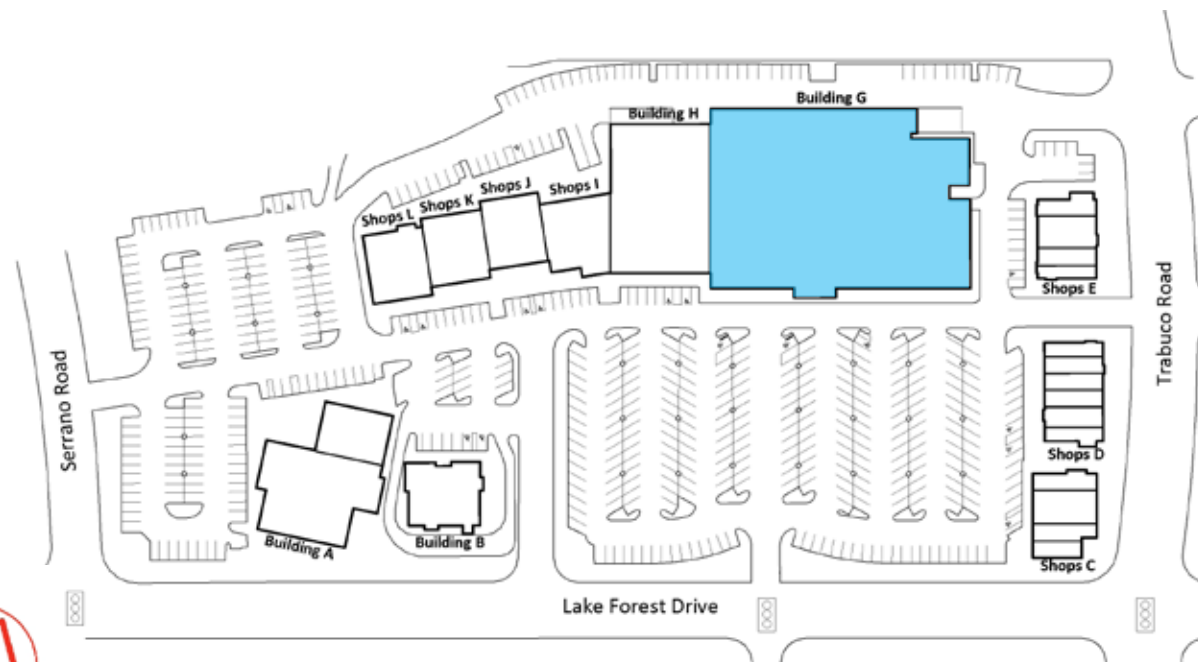 Building G
Building H
Shops J
Shops I
Shops K
Shops L
Shops E
Trabuco Road
Serrano Road
Shops D
Building A
Building B
Shops C
Lake Forest Drive